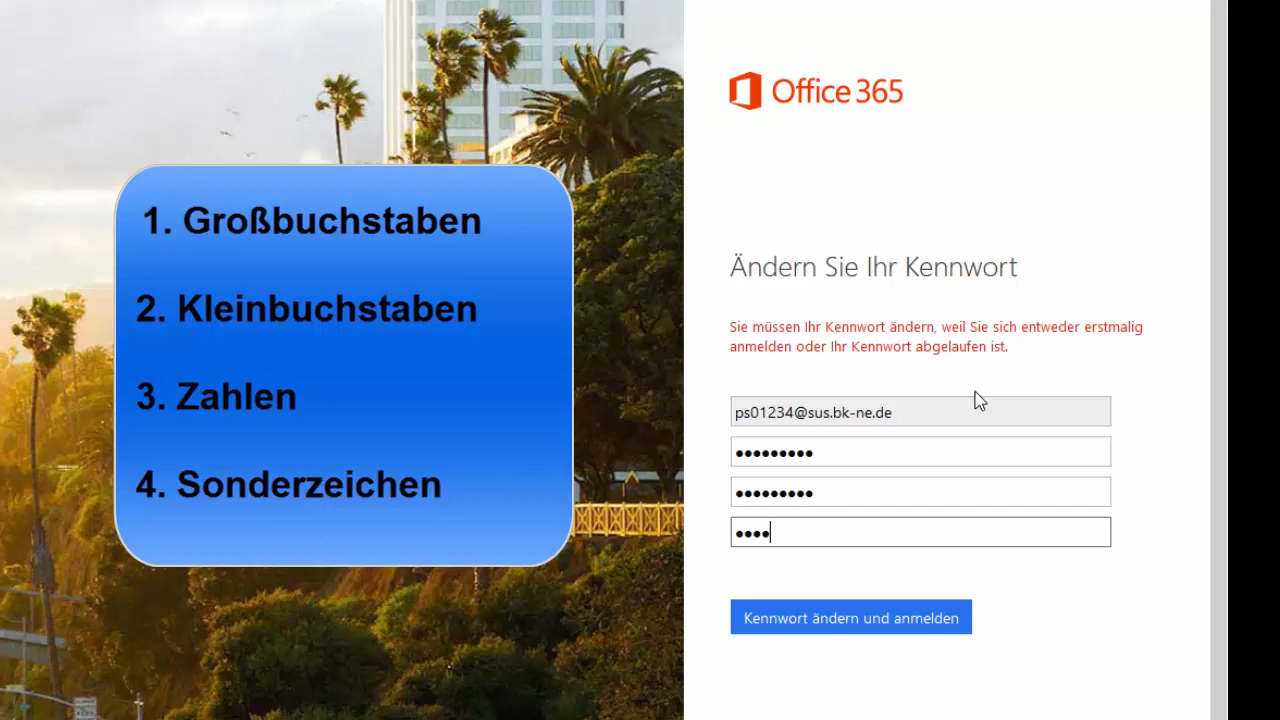 1. Großbuchstaben
2. Kleinbuchstaben
3. Zahlen
4. Sonderzeichen
Office 365
Ändern Sie Ihr Kennwort
Sie müssen Ihr Kennwort ändern, weil Sie sich entweder erstmalig
anmelden oder Ihr Kennwort abgelaufen ist.
ps01234@sus.bk-ne.de
•••••••••
•••••••••
••••
Kennwort ändern und anmelden